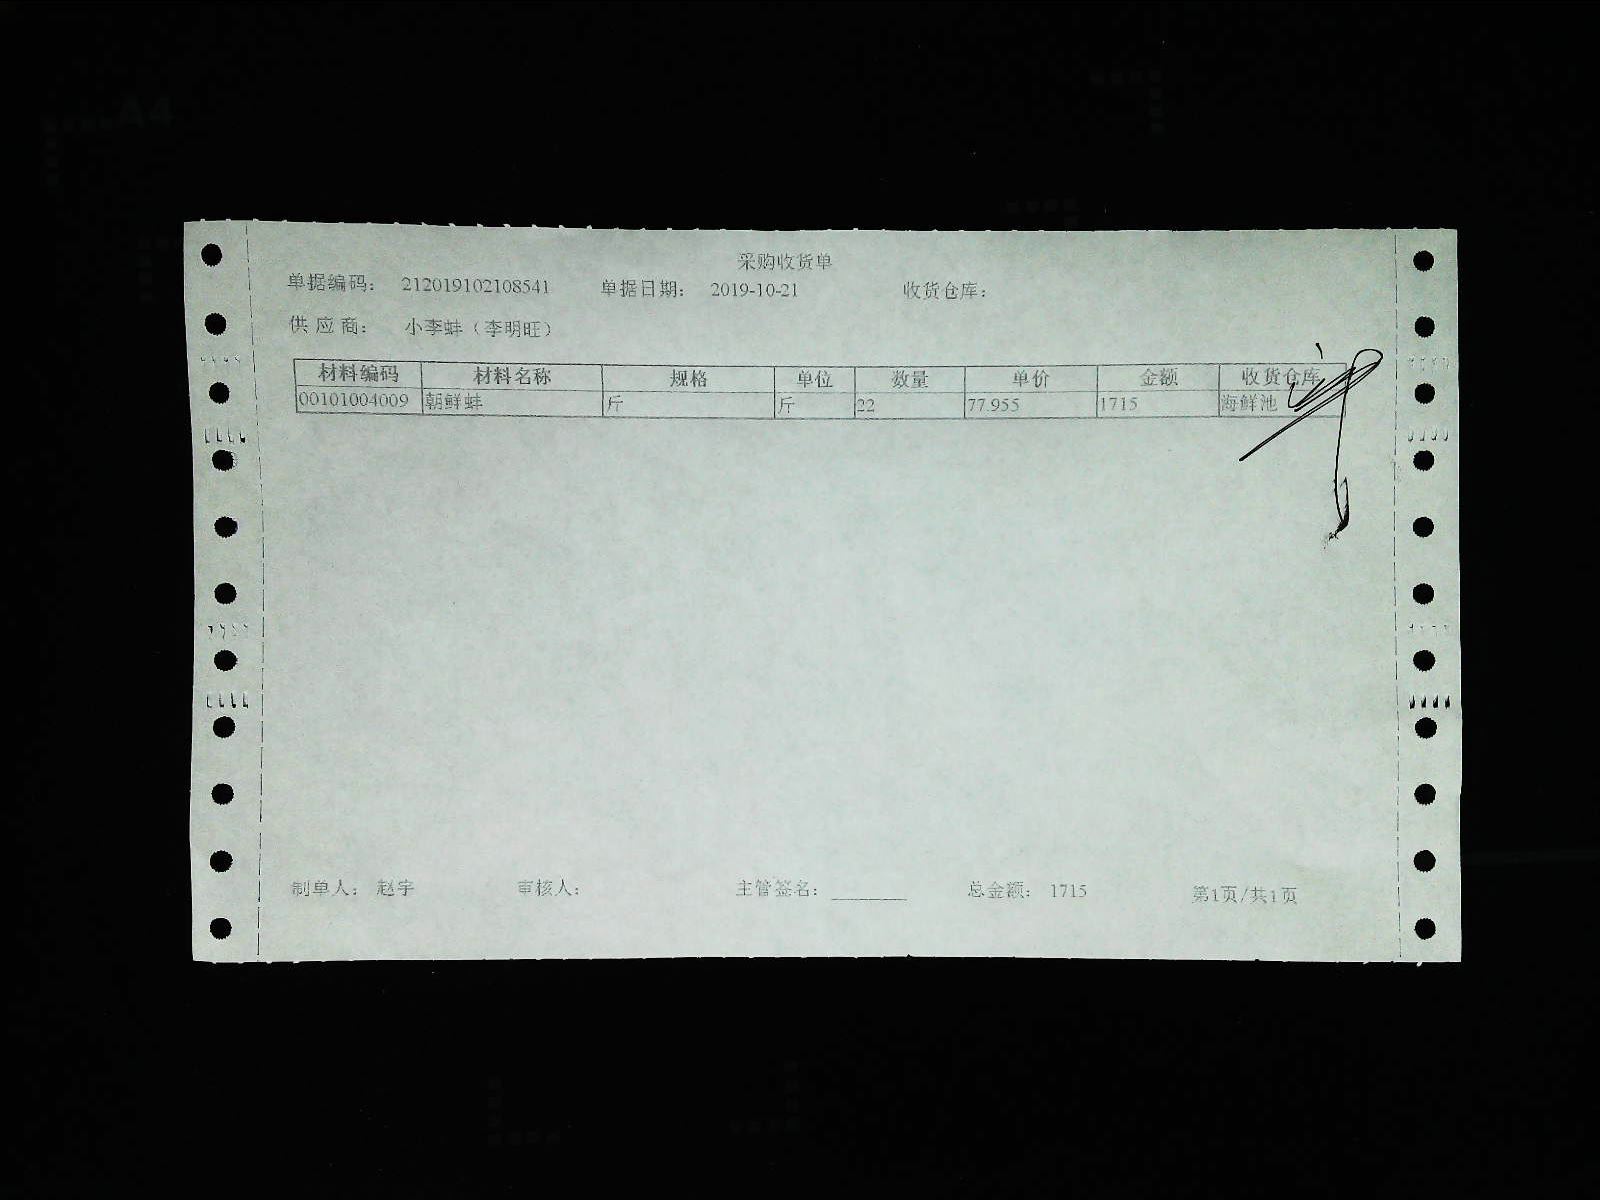 采购收货单
单据编码： 212019102108541 单据日期： 2019-10-21 收货仓库：
供 应 商： 小李蚌（李明旺）
材料编码 材料名称 规格 单位 数量 单价 金额 收货仓库
00101004009 朝鲜蚌 斤 斤 22 77.955 1715 海鲜池
制单人： 赵宇 审核人： 主管签名： 总金额： 1715 第1页/共1页